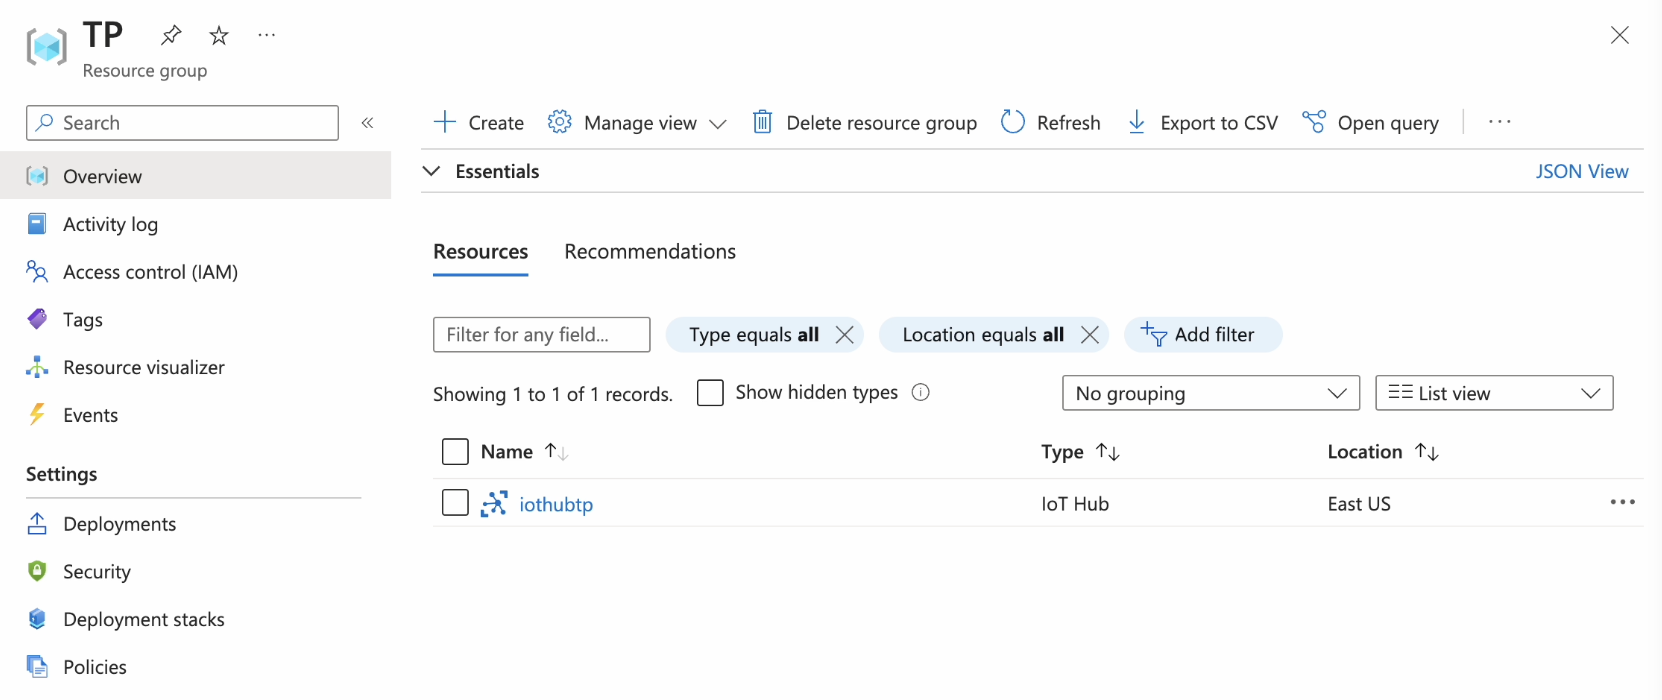 TP
Resource group
Search
Overview
Activity log
Access control (IAM)
Tags
Resource visualizer
Events
Settings
Deployments
Security
Deployment stacks
Policies
Create Manage view Delete resource group Refresh Export to CSV Open query
Essentials JSON View
Resources Recommendations
Filter for any field... Type equals all Location equals all Add filter
Showing 1 to 1 of 1 records. Show hidden types No grouping List view
Name Type Location
iothubtp IoT Hub East US